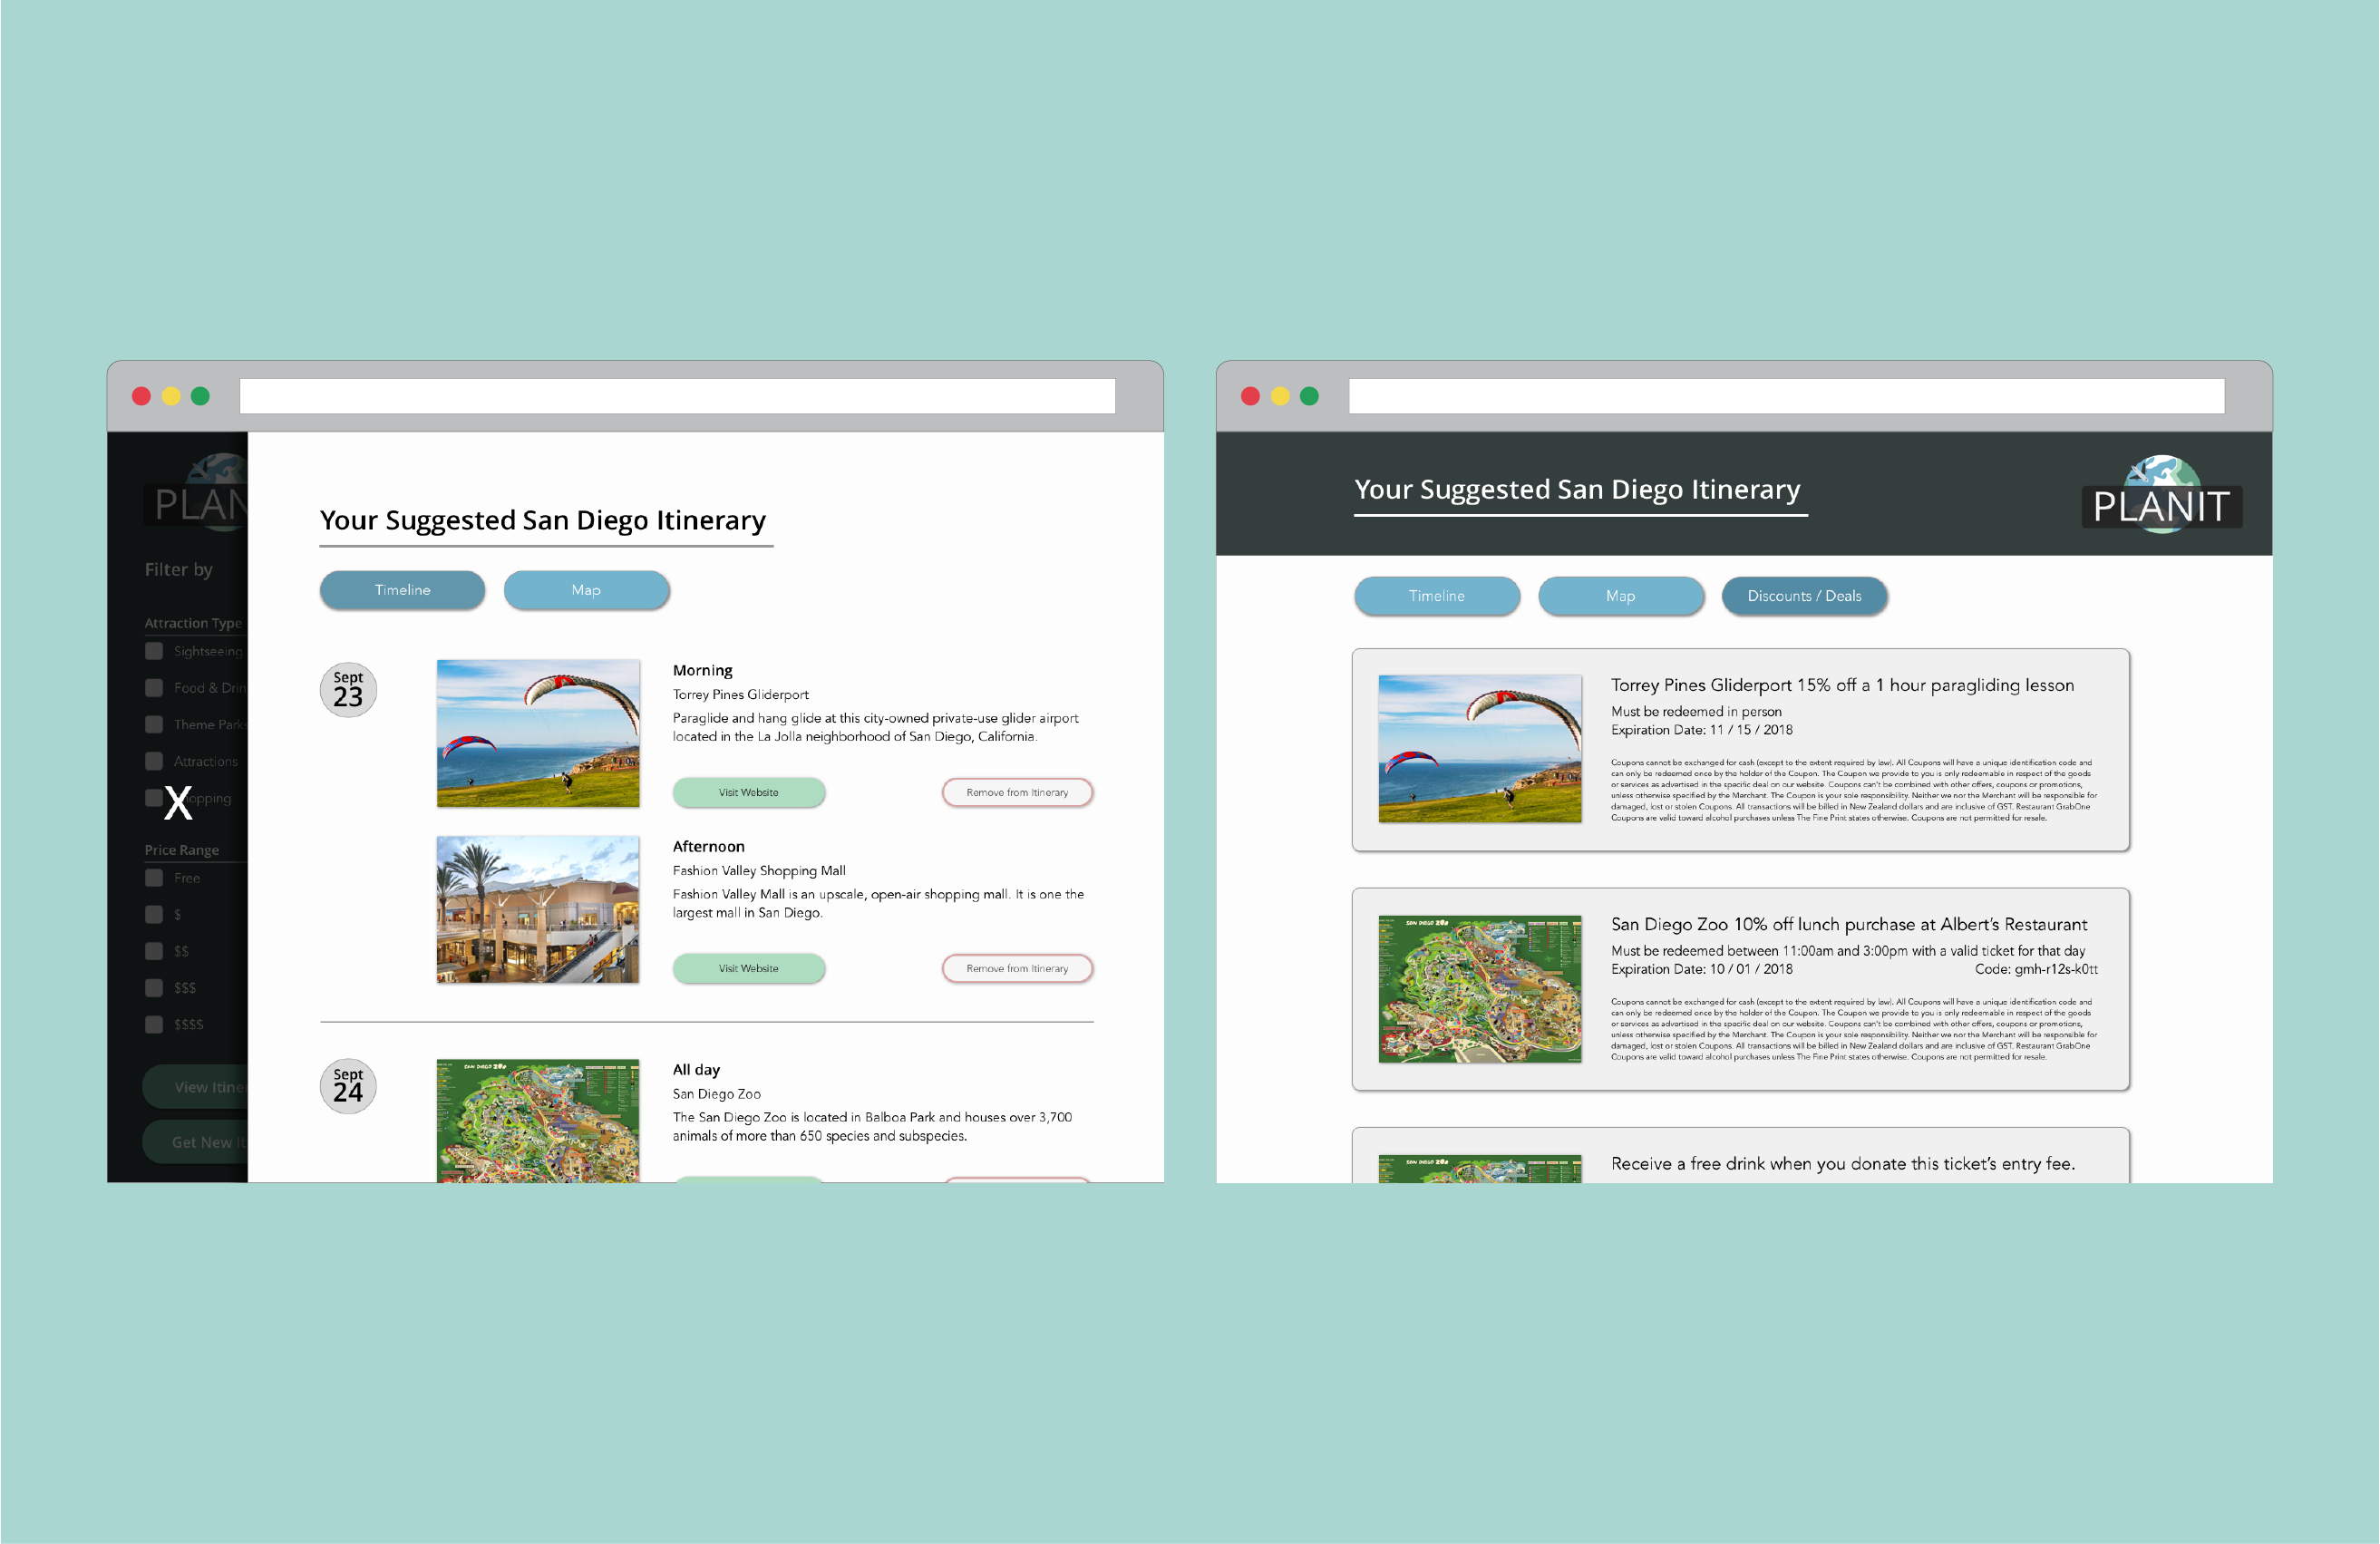 PLAN
Filter by
Attraction Type
Sightseeing
Food & Drin
Theme Parks
Attractions
X
opping
Price Range
Free
$
$$
$$$
$$$$
View Itine
Get New It
Your Suggested San Diego Itinerary
Timeline
Map
Sept
23
Morning
Torrey Pines Gliderport
Paraglide and hang glide at this city-owned private-use glider airport
located in the La Jolla neighborhood of San Diego, California.
Visit Website
Remove from Itinerary
Afternoon
Fashion Valley Shopping Mall
Fashion Valley Mall is an upscale, open-air shopping mall. It is one the
largest mall in San Diego.
Visit Website
Remove from Itinerary
Sept
24
SAN DIEGO ZOO
All day
San Diego Zoo
The San Diego Zoo is located in Balboa Park and houses over 3,700
animals of more than 650 species and subspecies.
Your Suggested San Diego Itinerary
PLANIT
Timeline
Map
Discounts / Deals
Torrey Pines Gliderport 15% off a 1 hour paragliding lesson
Must be redeemed in person
Expiration Date: 11 / 15 / 2018
Coupons cannot be exchanged for cash (except to the extent required by law). All Coupons will have a unique identification code and
can only be redeemed once by the holder of the Coupon. The Coupon we provide to you is only redeemable in respect of the goods
or services as advertised in the specific deal on our website. Coupons can't be combined with other offers, coupons or promotions,
unless otherwise specified by the Merchant. The Coupon is your sole responsibility. Neither we nor the Merchant will be responsible for
damaged, lost or stolen Coupons. All transactions will be billed in New Zealand dollars and are inclusive of GST. Restaurant GrabOne
Coupons are valid toward alcohol purchases unless The Fine Print states otherwise. Coupons are not permitted for resale.
SAN DIEGO ZOO
San Diego Zoo 10% off lunch purchase at Albert's Restaurant
Must be redeemed between 11:00am and 3:00pm with a valid ticket for that day
Expiration Date: 10 / 01 / 2018 Code: gmh-r12s-k0tt
Coupons cannot be exchanged for cash (except to the extent required by law). All Coupons will have a unique identification code and
can only be redeemed once by the holder of the Coupon. The Coupon we provide to you is only redeemable in respect of the goods
or services as advertised in the specific deal on our website. Coupons can't be combined with other offers, coupons or promotions,
unless otherwise specified by the Merchant. The Coupon is your sole responsibility. Neither we nor the Merchant will be responsible for
damaged, lost or stolen Coupons. All transactions will be billed in New Zealand dollars and are inclusive of GST. Restaurant GrabOne
Coupons are valid toward alcohol purchases unless The Fine Print states otherwise. Coupons are not permitted for resale.
SAN DIEGO ZOO
Receive a free drink when you donate this ticket's entry fee.